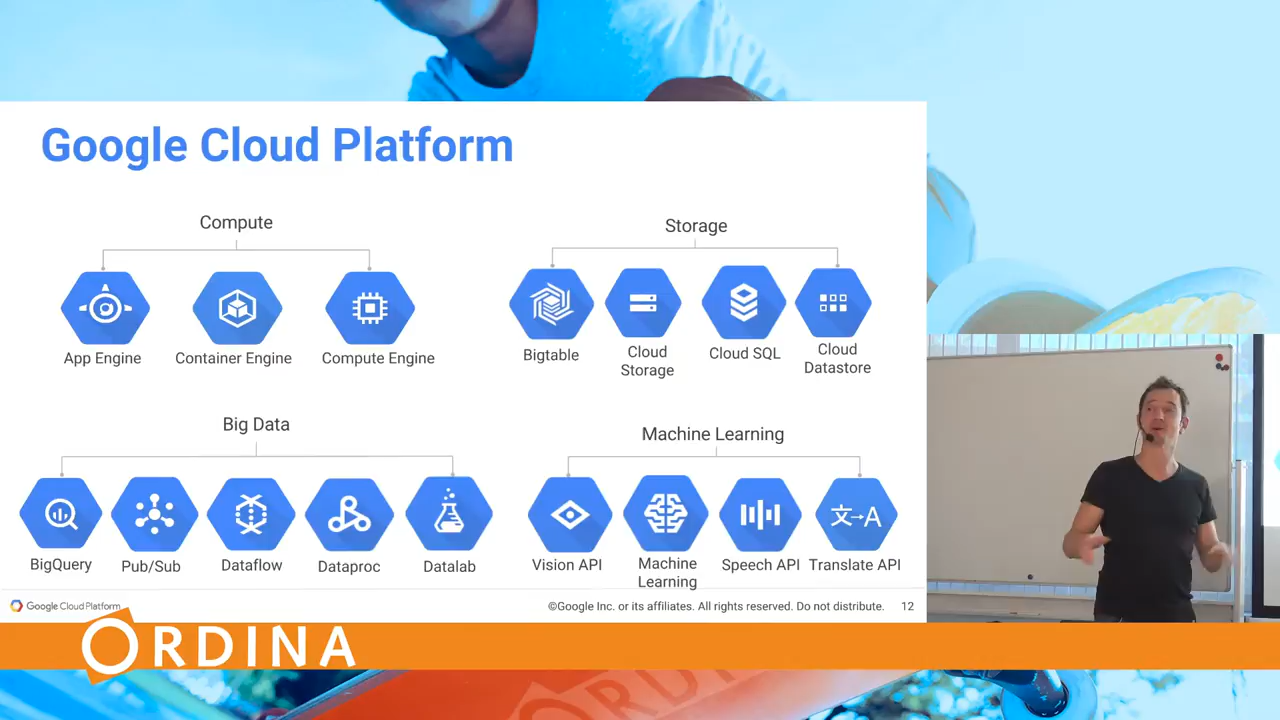 Google Cloud Platform
Compute
App Engine
Container Engine
Compute Engine
Storage
Bigtable
Cloud
Storage
Cloud SQL
Cloud
Datastore
Big Data
BigQuery
Pub/Sub
Dataflow
Dataproc
Datalab
Machine Learning
Vision API
Machine
Learning
Speech API
文→A
Translate API
Google Cloud Platform
©Google Inc. or its affiliates. All rights reserved. Do not distribute.
12
ORDINA
ORDINA